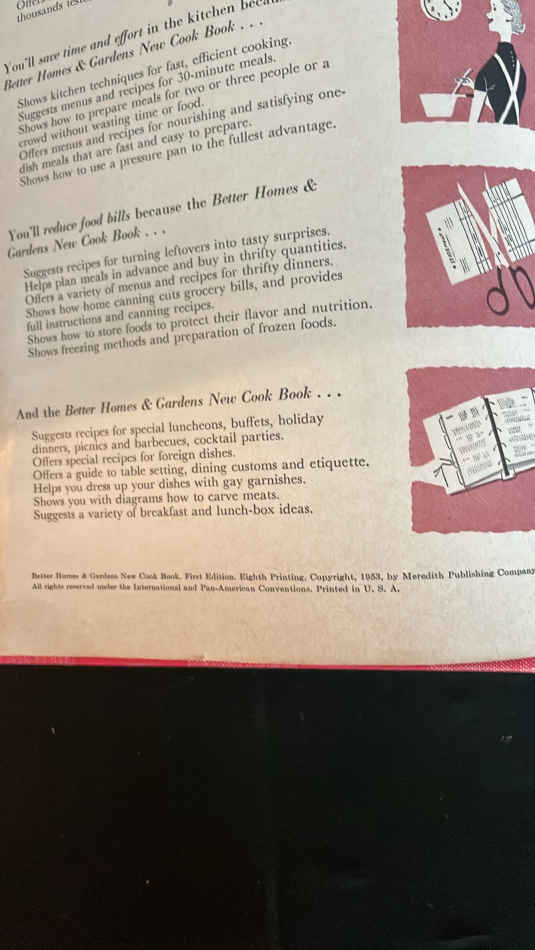 thousands
You'll save time and effort in the kitchen
Better Homes & Gardens New Cook Book . . .
Shows kitchen techniques for fast, efficient cooking.
Suggests menus and recipes for 30-minute meals.
Shows how to prepare meals for two or three people or a
crowd without wasting time or food.
Offers menus and recipes for nourishing and satisfying one-
dish meals that are fast and easy to prepare.
Shows how to use a pressure pan to the fullest advantage.
You'll reduce food bills because the Better Homes &
Gardens New Cook Book . . .
Suggests recipes for turning leftovers into tasty surprises.
Helps plan meals in advance and buy in thrifty quantities.
Offers a variety of menus and recipes for thrifty dinners.
Shows how home canning cuts grocery bills, and provides
full instructions and canning recipes.
Shows how to store foods to protect their flavor and nutrition.
Shows freezing methods and preparation of frozen foods.
And the Better Homes & Gardens New Cook Book . . .
Suggests recipes for special luncheons, buffets, holiday
dinners, picnics and barbecues, cocktail parties.
Offers special recipes for foreign dishes.
Offers a guide to table setting, dining customs and etiquette.
Helps you dress up your dishes with gay garnishes.
Shows you with diagrams how to carve meats.
Suggests a variety of breakfast and lunch-box ideas.
Better Homes & Gardens New Cook Book, First Edition, Eighth Printing. Copyright, 1953, by Meredith Publishing Company
All rights reserved under the International and Pan-American Conventions. Printed in U. S. A.